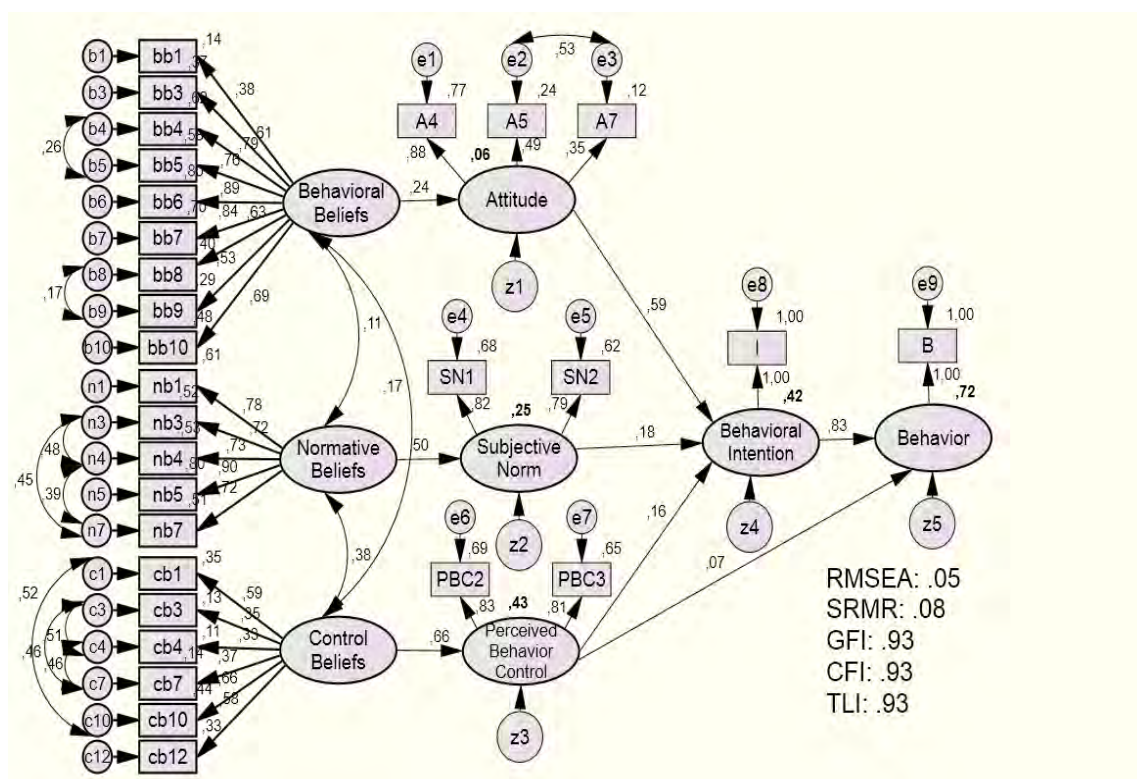 b1
bb1
,14
b3
bb3
,37
b4
bb4
b5
bb5
,26
b6
bb6
b7
bb7
,70
b8
bb8
,40
b9
bb9
,29
,17
b10
bb10
,48
,38
,61
,79
,76
,89
,84
,63
,53
,69
Behavioral
Beliefs
,24
e1
,77
A4
,88
e2
,24
A5
,49
e3
,12
A7
,35
,53
,06
Attitude
z1
,59
,11
,17
n1
nb1
,61
n3
nb3
,52
n4
nb4
,53
n5
nb5
,80
n7
nb7
,51
,48
,45
,39
,78
,72
,73
,90
,72
Normative
Beliefs
,50
e4
,68
SN1
,82
e5
,62
SN2
,79
,25
Subjective
Norm
z2
,18
,38
c1
cb1
,35
c3
cb3
,13
c4
cb4
,11
c7
cb7
,14
c10
cb10
,44
c12
cb12
,52
,51
,46
,46
,59
,35
,33
,37
,66
,58
,33
Control
Beliefs
,66
e6
,69
PBC2
,83
e7
,65
PBC3
,81
,43
Perceived
Behavior
Control
z3
,16
,07
e8
1,00
I
1,00
,42
Behavioral
Intention
z4
,83
e9
1,00
B
1,00
,72
Behavior
z5
RMSEA: .05
SRMR: .08
GFI: .93
CFI: .93
TLI: .93